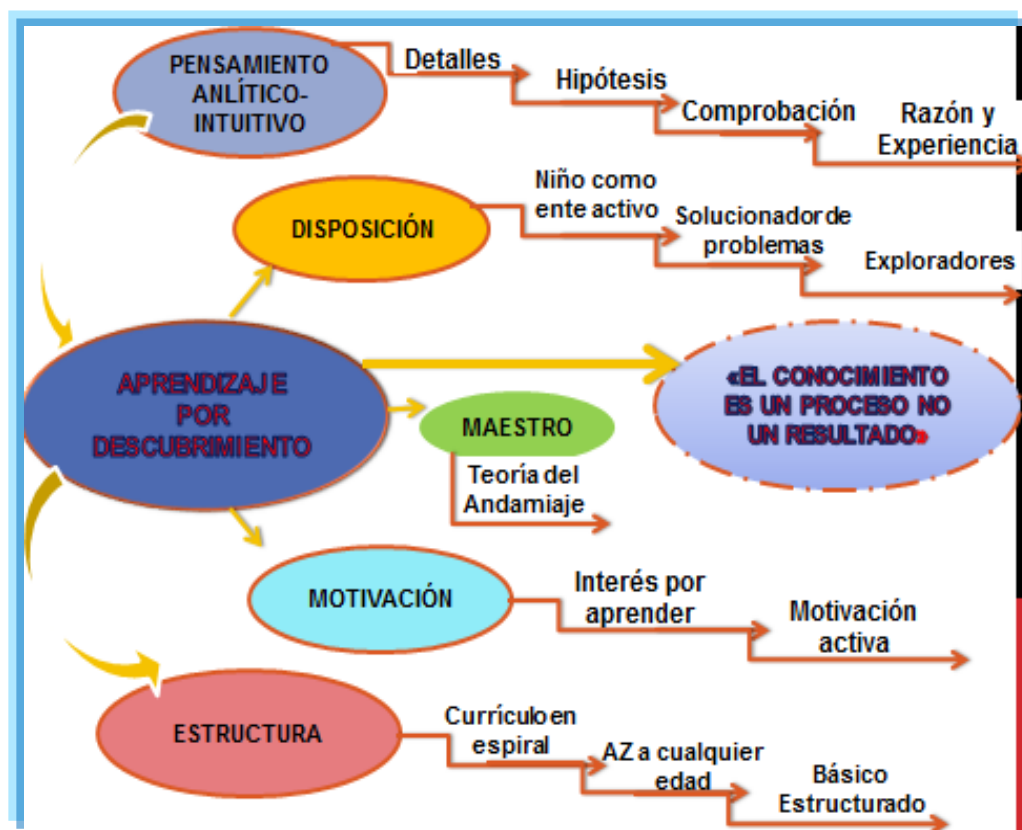 PENSAMIENTO
ANLÍTICO-
INTUITIVO
Detalles
Hipótesis
Comprobación
Razón y
Experiencia
DISPOSICIÓN
Niño como
ente activo
Solucionador de
problemas
Exploradores
APRENDIZAJE
POR
DESCUBRIMIENTO
«EL CONOCIMIENTO
ES UN PROCESO NO
UN RESULTADO»
MAESTRO
Teoría del
Andamiaje
MOTIVACIÓN
Interés por
aprender
Motivación
activa
ESTRUCTURA
Currículo en
espiral
AZ a cualquier
edad
Básico
Estructurado